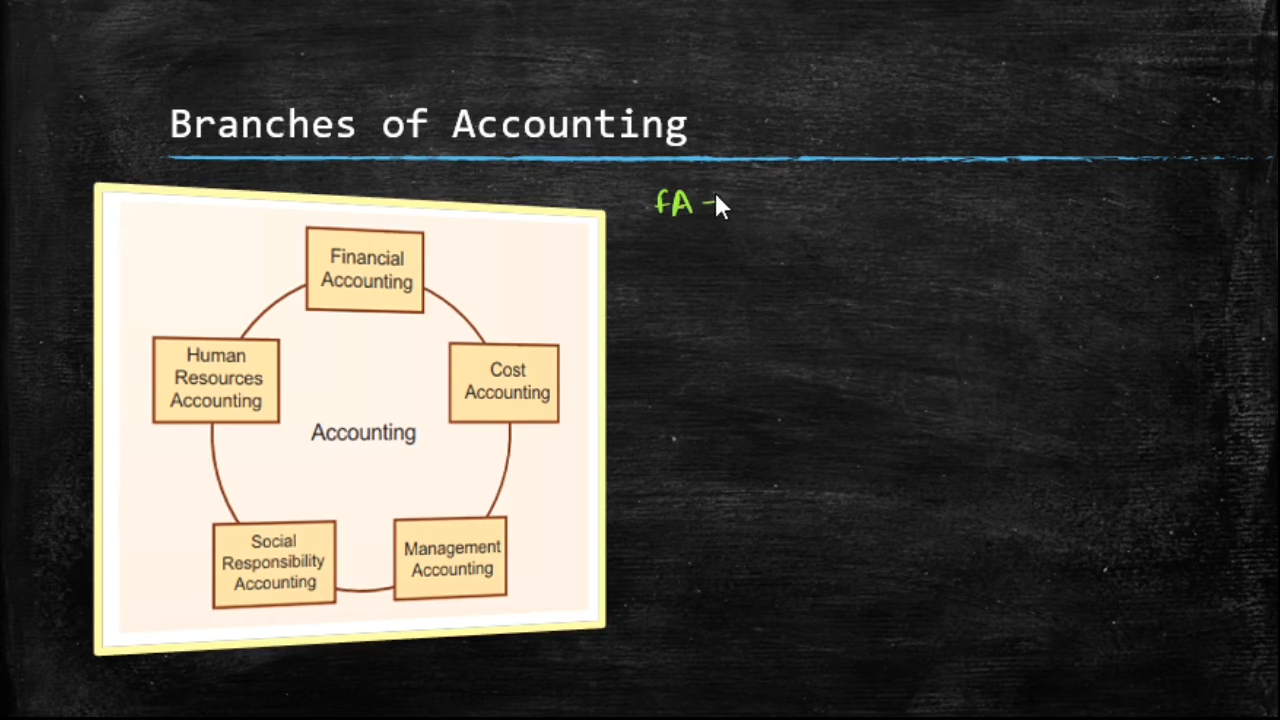 Branches of Accounting
fA -
Financial
Accounting
Human
Resources
Accounting
Cost
Accounting
Accounting
Social
Responsibility
Accounting
Management
Accounting